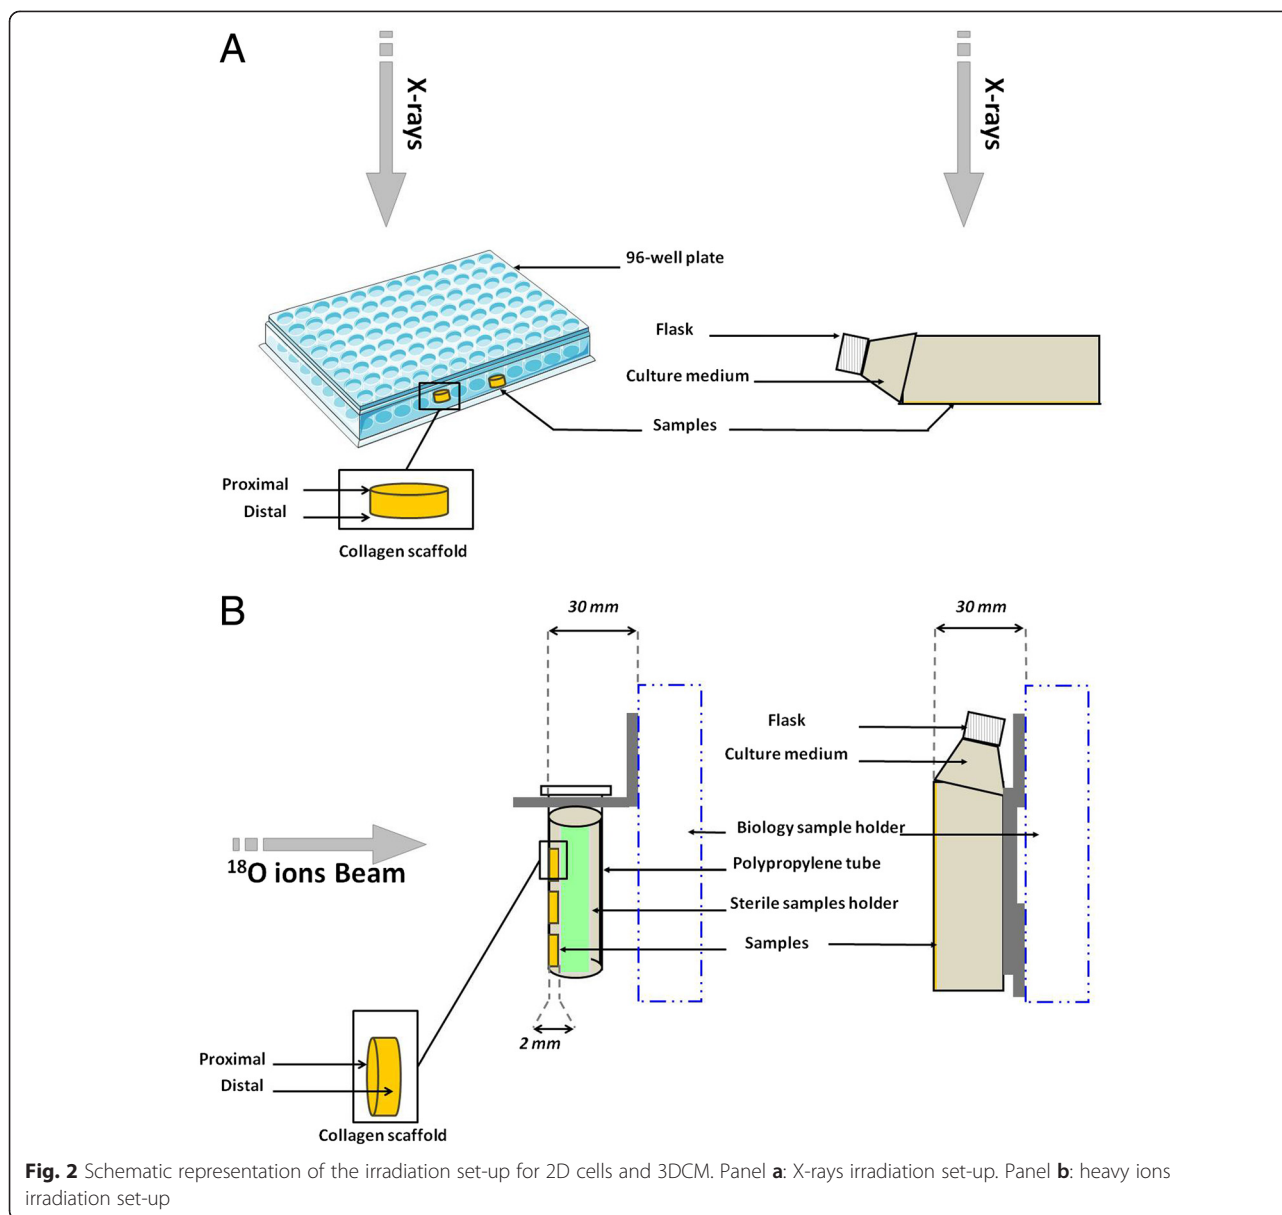 A
X-rays
X-rays
96-well plate
Flask
Culture medium
Samples
Proximal
Distal
Collagen scaffold
B
30 mm
30 mm
Flask
Culture medium
Biology sample holder
¹⁸O ions Beam
Polypropylene tube
Sterile samples holder
Samples
2 mm
Proximal
Distal
Collagen scaffold
Fig. 2 Schematic representation of the irradiation set-up for 2D cells and 3DCM. Panel a: X-rays irradiation set-up. Panel b: heavy ions
irradiation set-up